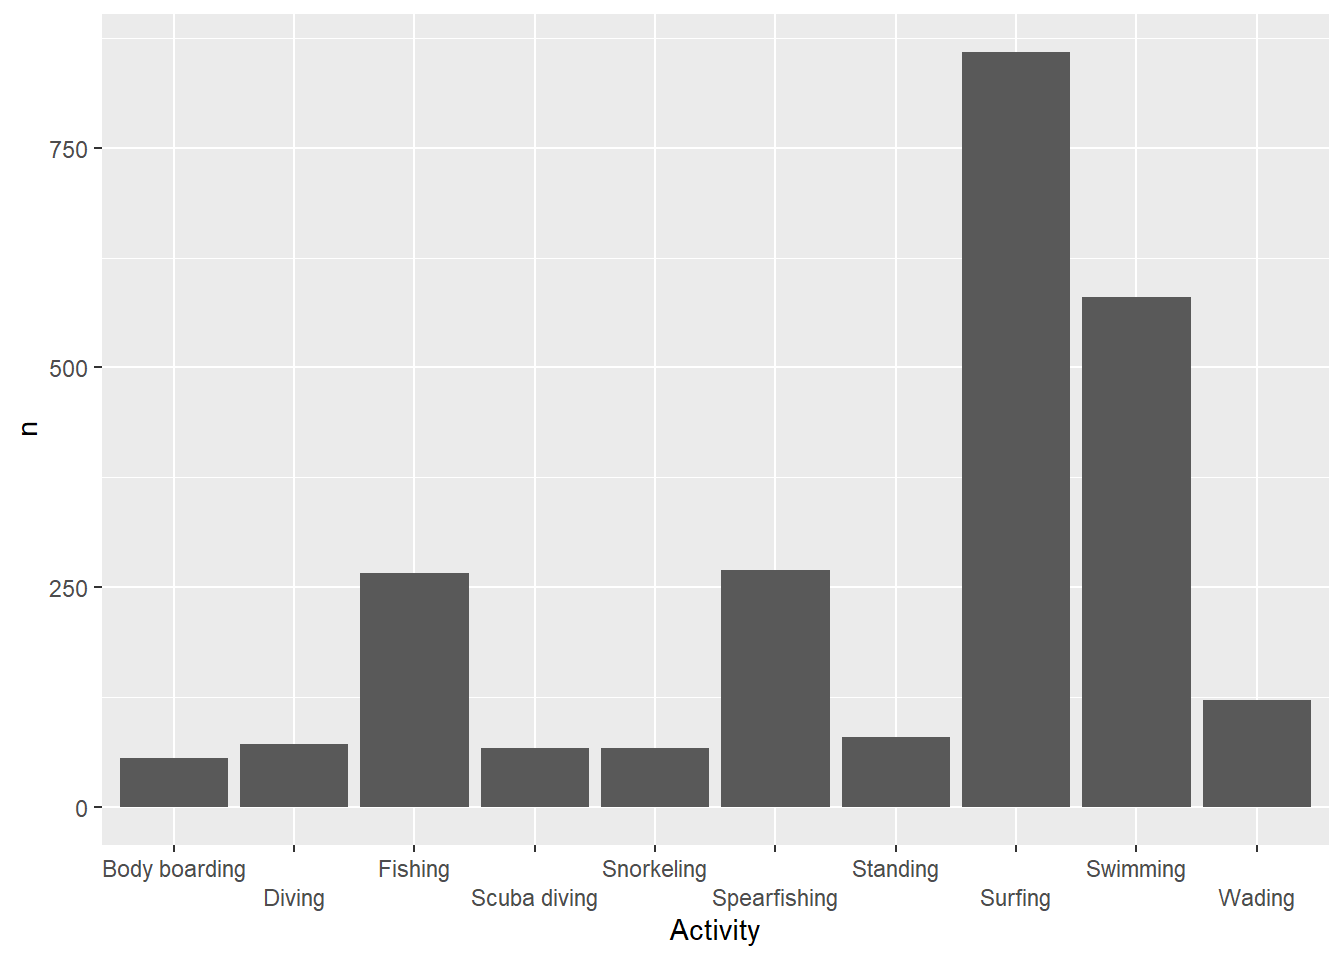 750
500
n
250
0
Body boarding Fishing Snorkeling Standing Swimming
Diving Scuba diving Spearfishing Surfing Wading
Activity